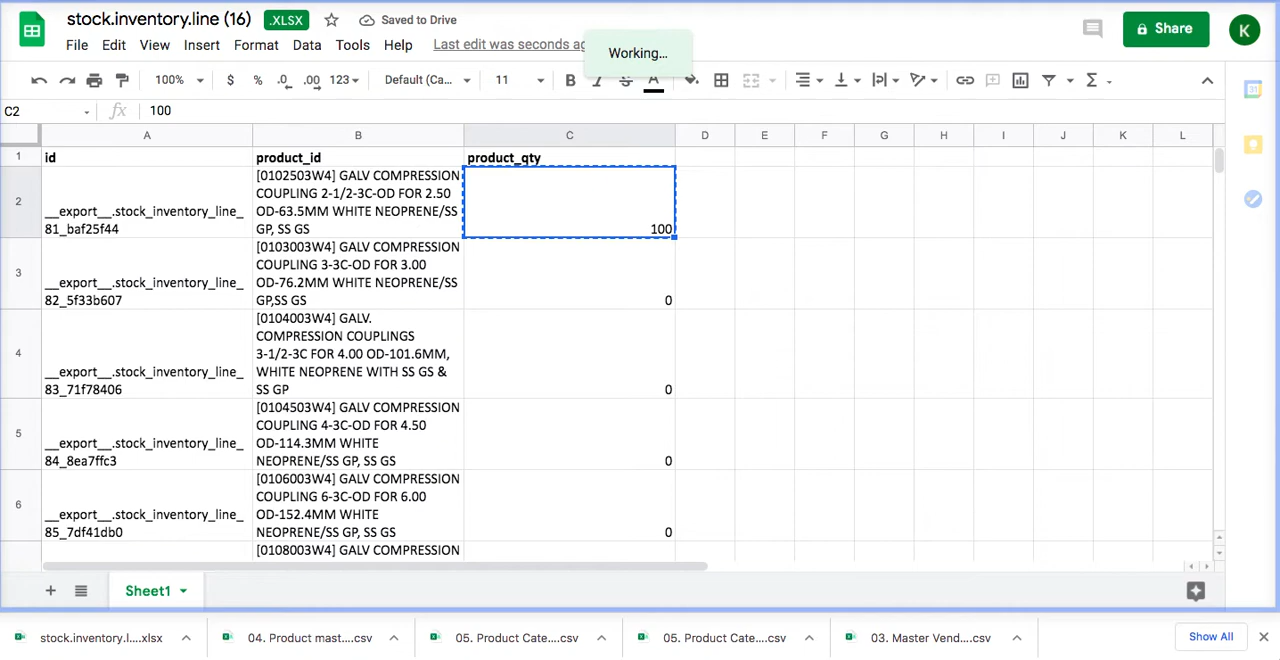 stock.inventory.line (16) .XLSX Saved to Drive
File Edit View Insert Format Data Tools Help Last edit was seconds ag
Working...
Share
K
100% $ % .0 .00 123 Default (Ca... 11 B I S A Σ
C2 fx 100
A B C D E F G H I J K L
1 id product_id product_qty
2 __export__.stock_inventory_line_
81_baf25f44
[0102503W4] GALV COMPRESSION
COUPLING 2-1/2-3C-OD FOR 2.50
OD-63.5MM WHITE NEOPRENE/SS
GP, SS GS
100
3 __export__.stock_inventory_line_
82_5f33b607
[0103003W4] GALV COMPRESSION
COUPLING 3-3C-OD FOR 3.00
OD-76.2MM WHITE NEOPRENE/SS
GP,SS GS
0
4 __export__.stock_inventory_line_
83_71f78406
[0104003W4] GALV.
COMPRESSION COUPLINGS
3-1/2-3C FOR 4.00 OD-101.6MM,
WHITE NEOPRENE WITH SS GS &
SS GP
0
5 __export__.stock_inventory_line_
84_8ea7ffc3
[0104503W4] GALV COMPRESSION
COUPLING 4-3C-OD FOR 4.50
OD-114.3MM WHITE
NEOPRENE/SS GP, SS GS
0
6 __export__.stock_inventory_line_
85_7df41db0
[0106003W4] GALV COMPRESSION
COUPLING 6-3C-OD FOR 6.00
OD-152.4MM WHITE
NEOPRENE/SS GP, SS GS
0
[0108003W4] GALV COMPRESSION
Sheet1
stock.inventory.l....xlsx 04. Product mast....csv 05. Product Cate....csv 05. Product Cate....csv 03. Master Vend....csv Show All